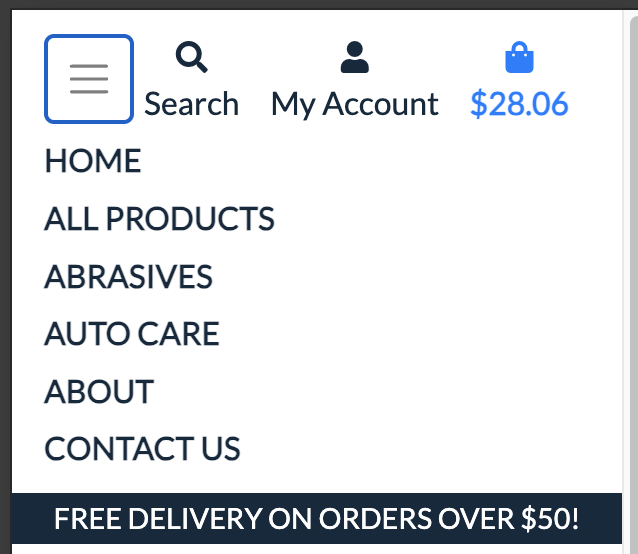 Search My Account $28.06
HOME
ALL PRODUCTS
ABRASIVES
AUTO CARE
ABOUT
CONTACT US
FREE DELIVERY ON ORDERS OVER $50!